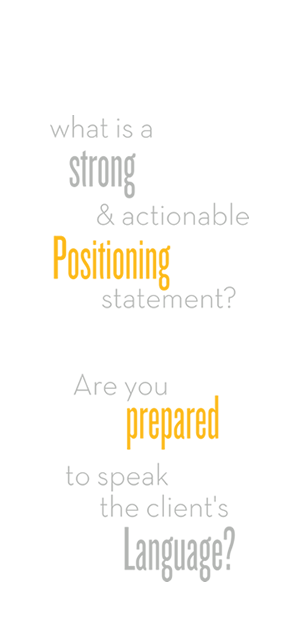 what is a
strong
& actionable
Positioning
statement?
Are you
prepared
to speak
the client's
Language?